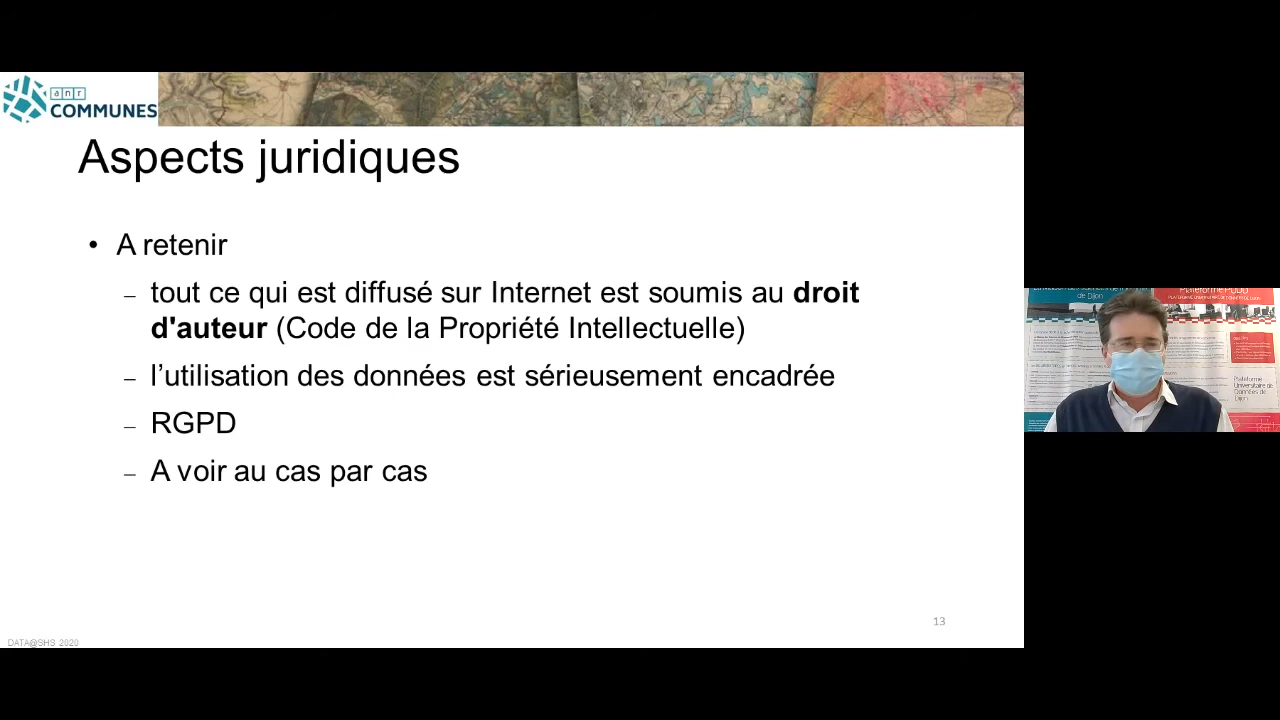 anr
COMMUNES
Aspects juridiques
• A retenir
– tout ce qui est diffusé sur Internet est soumis au droit
d'auteur (Code de la Propriété Intellectuelle)
– l’utilisation des données est sérieusement encadrée
– RGPD
– A voir au cas par cas
13
DATA@SHS 2020
de Dijon
Plateforme PUDD
Plateforme
Universitaire de
Données de
Dijon